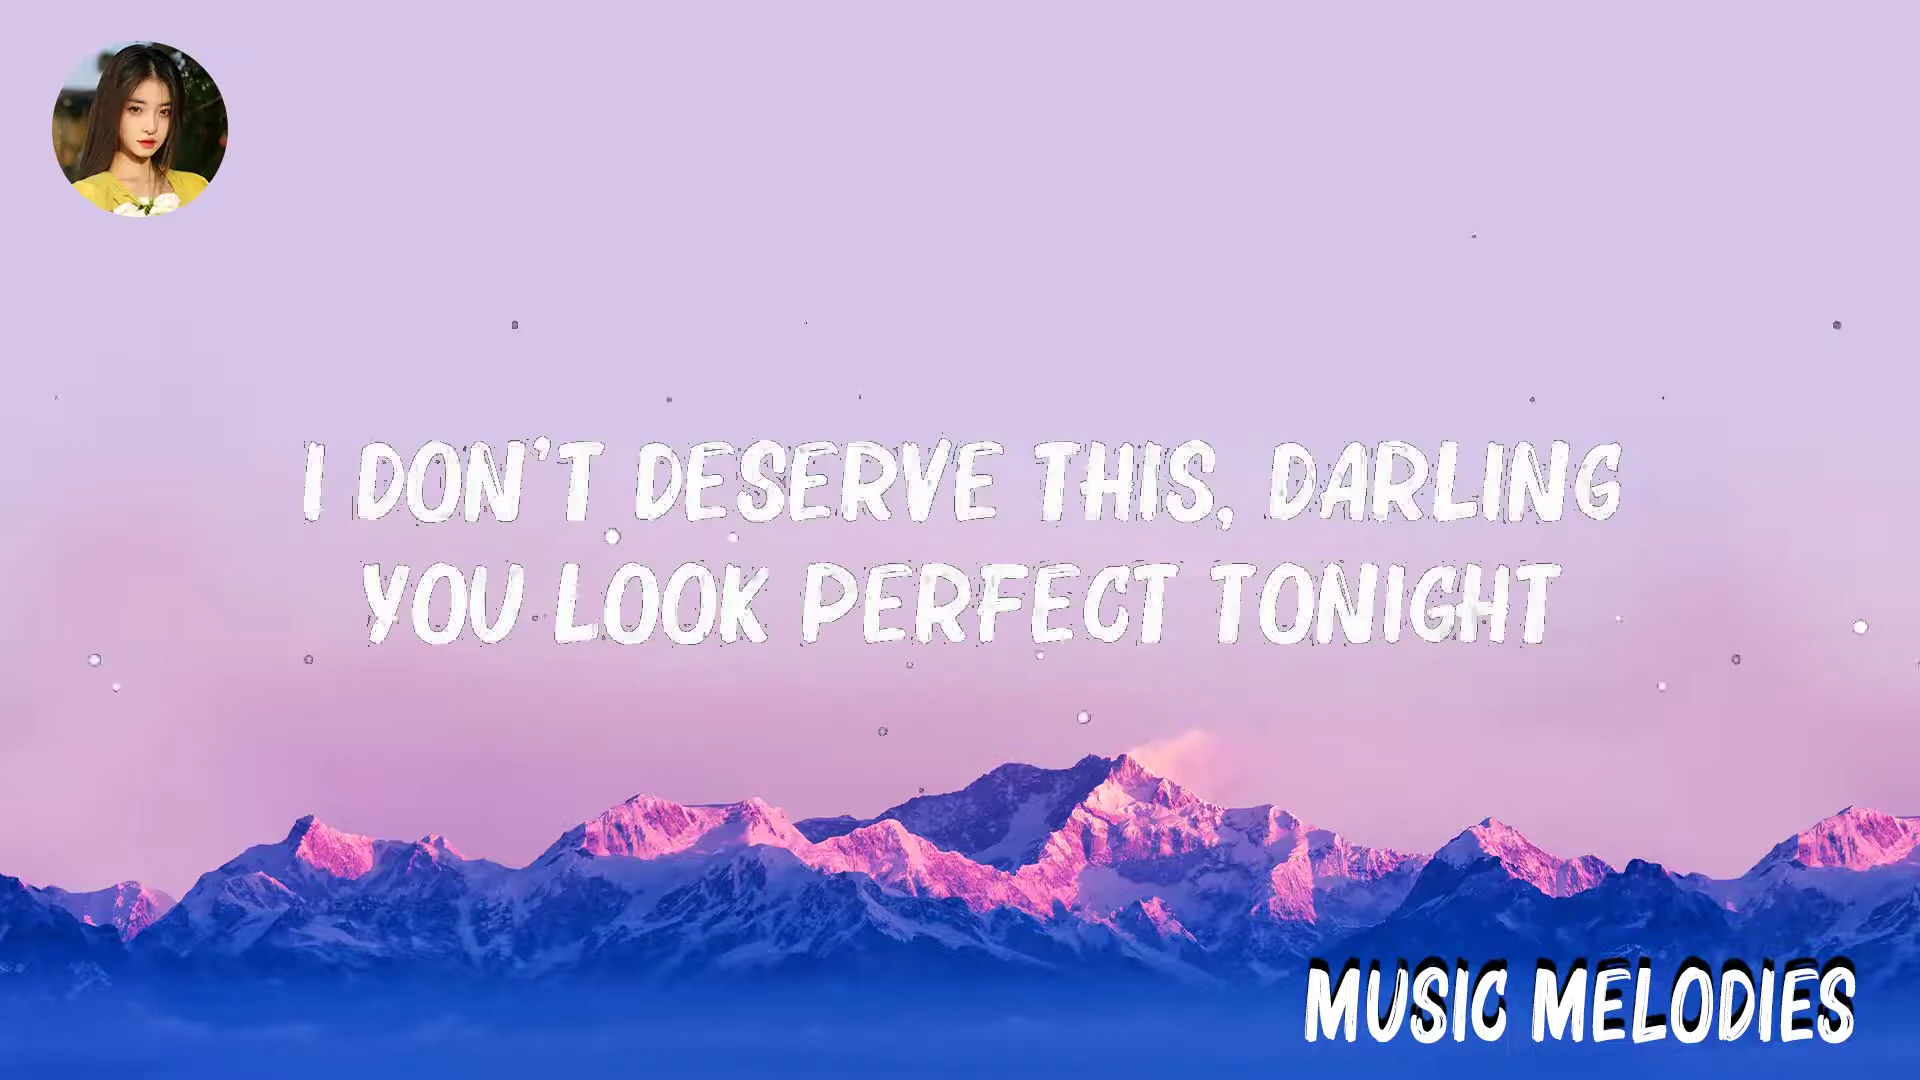 I DON'T DESERVE THIS, DARLING
YOU LOOK PERFECT TONIGHT
MUSIC MELODIES